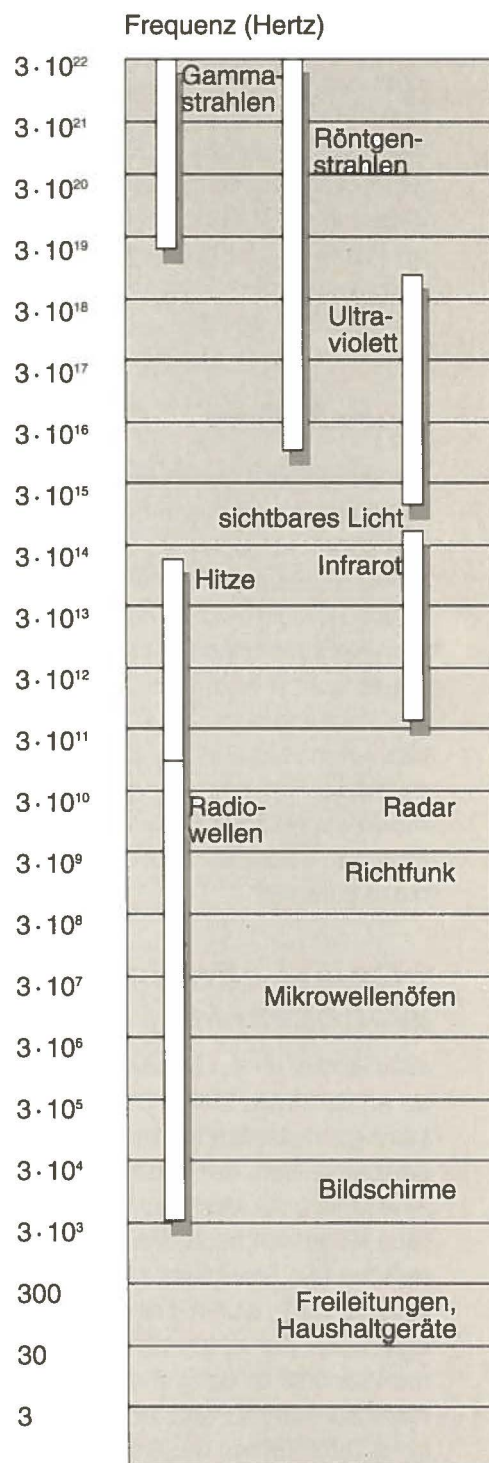 Frequenz (Hertz)
3·10²²
Gamma-
strahlen
3·10²¹
Röntgen-
strahlen
3·10²⁰
3·10¹⁹
3·10¹⁸
Ultra-
violett
3·10¹⁷
3·10¹⁶
3·10¹⁵
sichtbares Licht
3·10¹⁴
Hitze
Infrarot
3·10¹³
3·10¹²
3·10¹¹
3·10¹⁰
Radio-
wellen
Radar
3·10⁹
Richtfunk
3·10⁸
3·10⁷
Mikrowellenöfen
3·10⁶
3·10⁵
3·10⁴
Bildschirme
3·10³
300
Freileitungen,
Haushaltgeräte
30
3